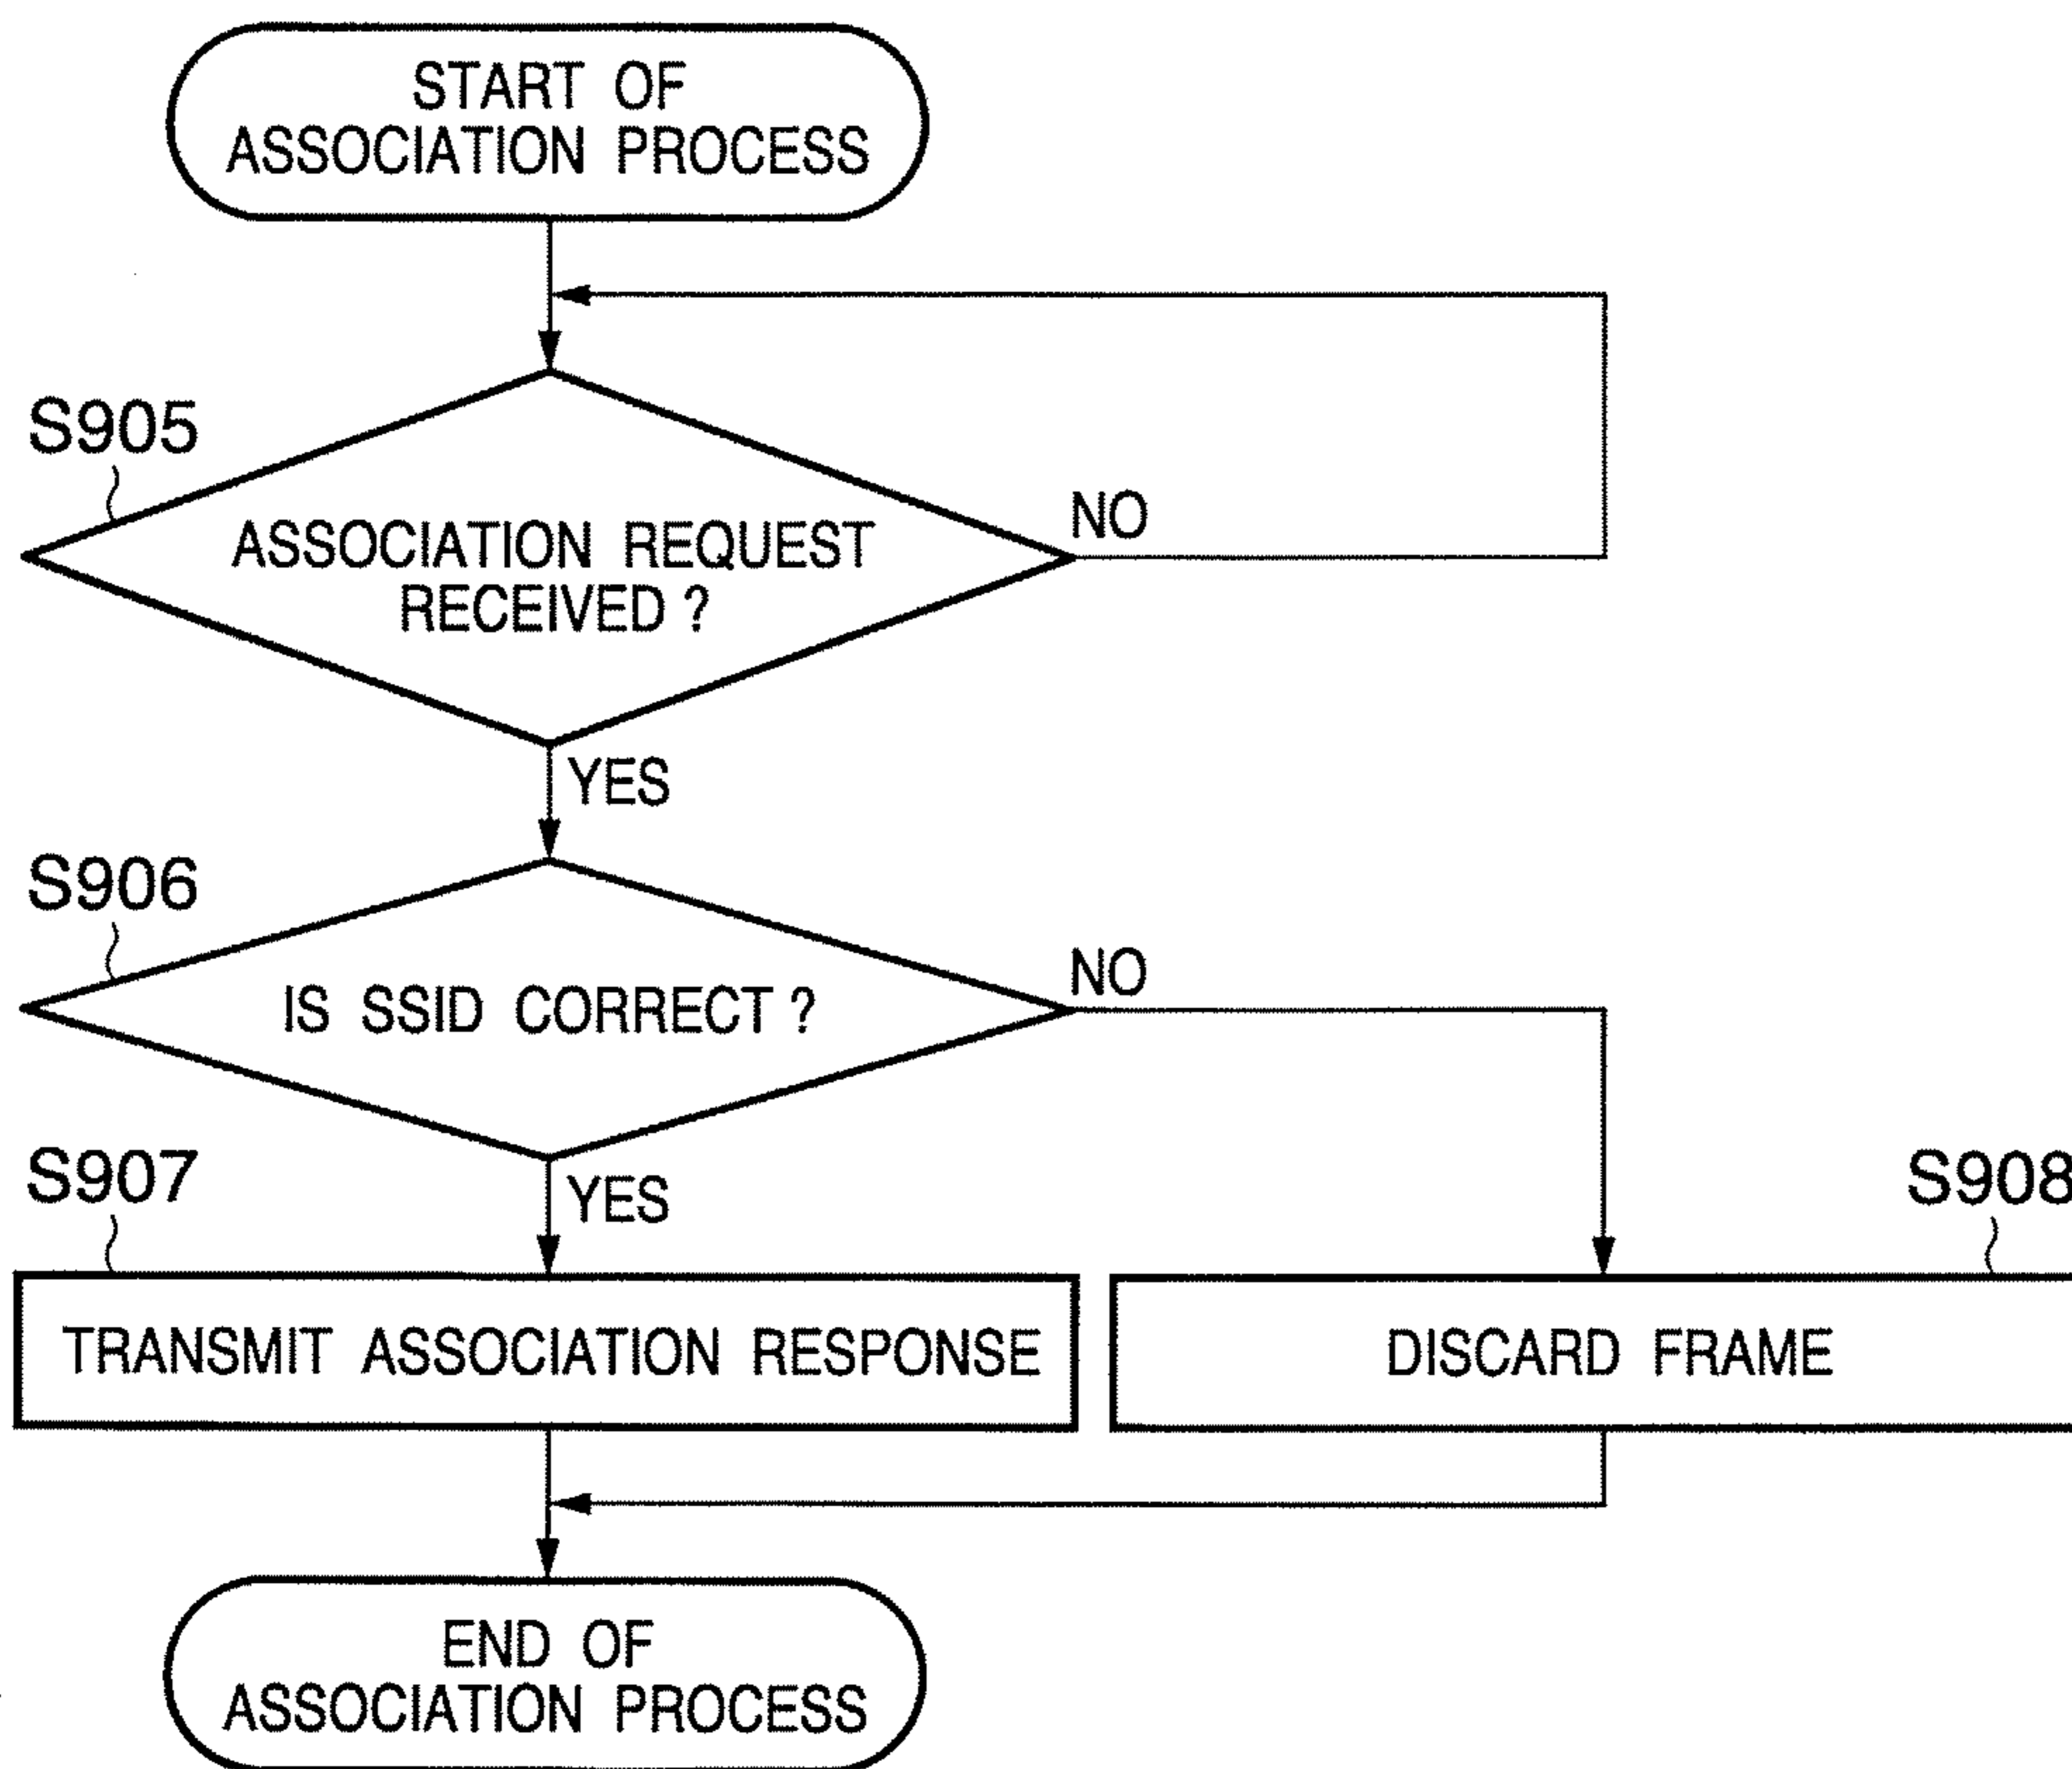 START OF
ASSOCIATION PROCESS
S905
ASSOCIATION REQUEST
RECEIVED ?
NO
YES
S906
IS SSID CORRECT ?
NO
S907
YES
S908
TRANSMIT ASSOCIATION RESPONSE
DISCARD FRAME
END OF
ASSOCIATION PROCESS